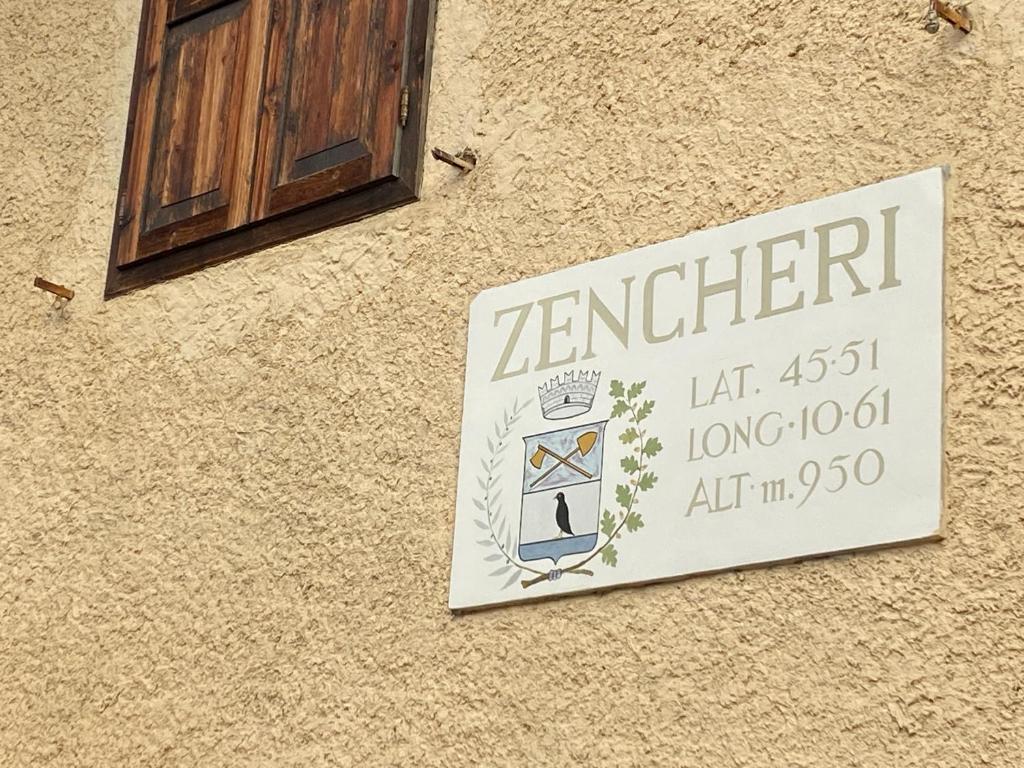 ZENCHERI
LAT. 45·51
LONG·10·61
ALT·m.950